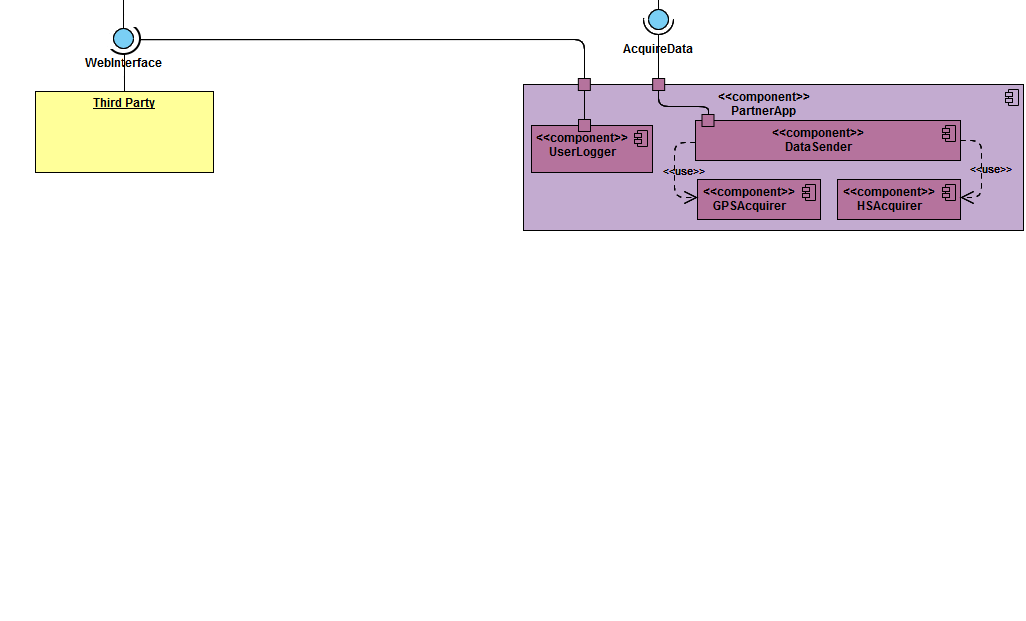 AcquireData
WebInterface
Third Party
<<component>>
PartnerApp
<<component>>
UserLogger
<<component>>
DataSender
<<use>>
<<use>>
<<component>>
GPSAcquirer
<<component>>
HSAcquirer